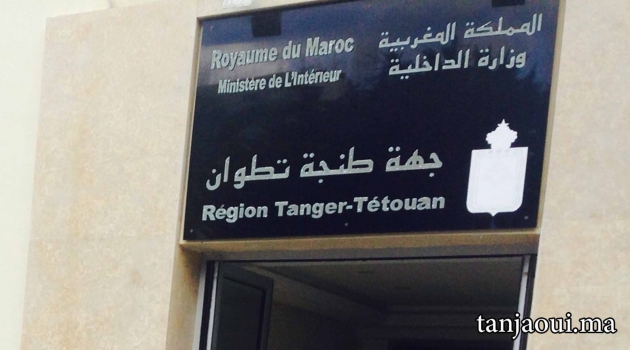 المملكة المغربية
وزارة الداخلية
Royaume du Maroc
Ministère de L'Intérieur
جهة طنجة تطوان
Région Tanger-Tétouan
tanjaoui.ma